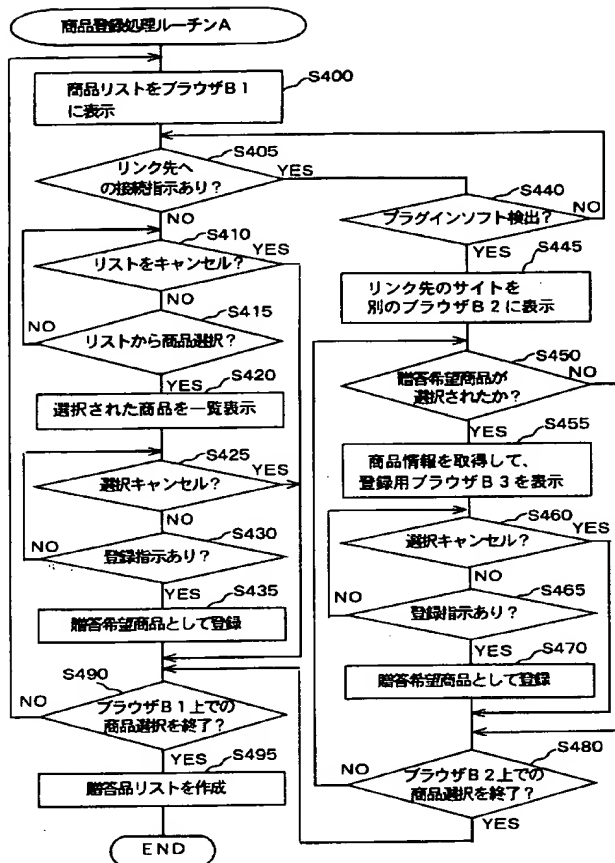 商品登録処理ルーチンA
S400
商品リストをブラウザB1
に表示
S405
リンク先へ
の接続指示あり?
YES
NO
S410
リストをキャンセル?
YES
NO
S415
リストから商品選択?
NO
YES
S420
選択された商品を一覧表示
S425
選択キャンセル?
YES
NO
S430
登録指示あり?
NO
YES
S435
贈答希望商品として登録
S490
ブラウザB1上での
商品選択を終了?
NO
YES
S495
贈答品リストを作成
END
S440
プラグインソフト検出?
NO
YES
S445
リンク先のサイトを
別のブラウザB2に表示
S450
贈答希望商品が
選択されたか?
NO
YES
S455
商品情報を取得して、
登録用ブラウザB3を表示
S460
選択キャンセル?
YES
NO
S465
登録指示あり?
NO
YES
S470
贈答希望商品として登録
S480
ブラウザB2上での
商品選択を終了?
NO
YES